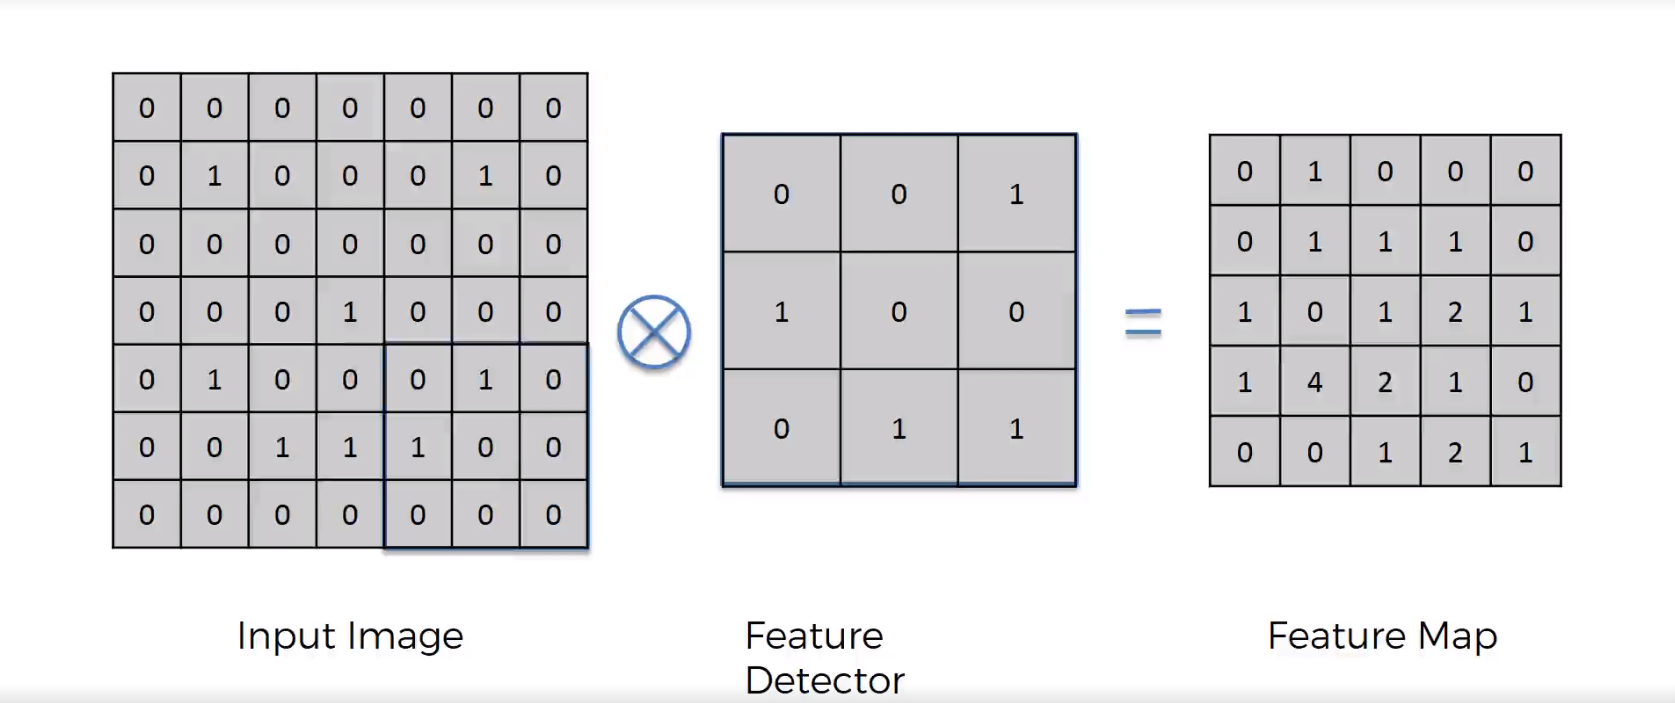 0 0 0 0 0 0 0
0 1 0 0 0 1 0
0 0 0 0 0 0 0
0 0 0 1 0 0 0
0 1 0 0 0 1 0
0 0 1 1 1 0 0
0 0 0 0 0 0 0
Input Image
0 0 1
1 0 0
0 1 1
Feature
Detector
=
0 1 0 0 0
0 1 1 1 0
1 0 1 2 1
1 4 2 1 0
0 0 1 2 1
Feature Map